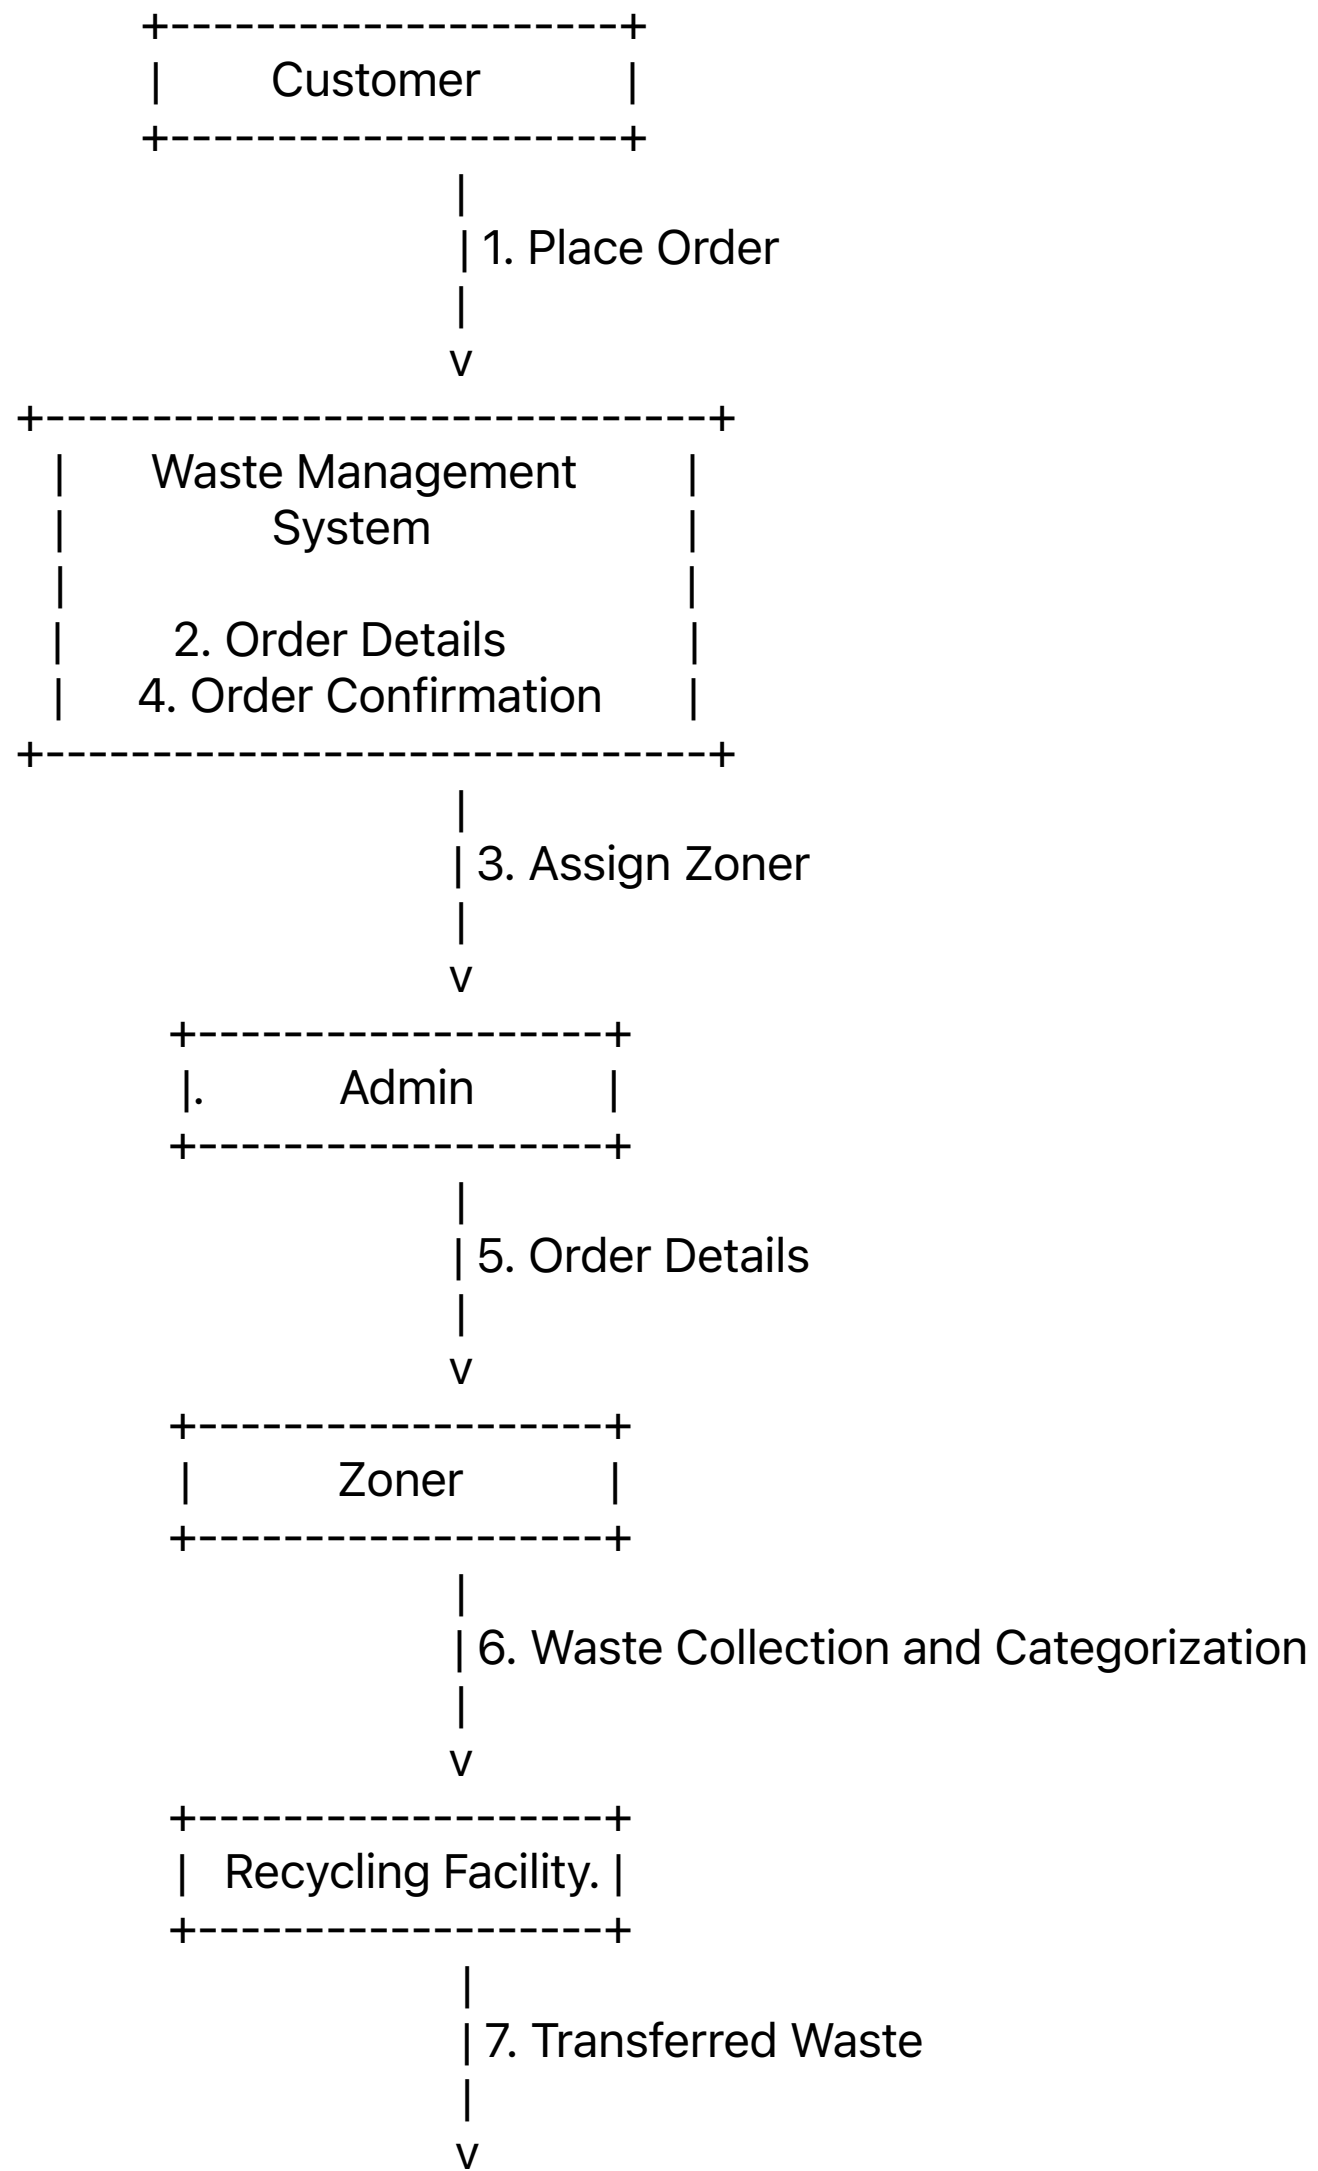 +---------------------+
|        Customer           |
+---------------------+
|
| 1. Place Order
|
v
+--------------------------------+
|      Waste Management        |
|               System                   |
|                                              |
|        2. Order Details              |
|     4. Order Confirmation      |
+--------------------------------+
|
| 3. Assign Zoner
|
v
+-------------------+
|.         Admin          |
+-------------------+
|
| 5. Order Details
|
v
+-------------------+
|          Zoner           |
+-------------------+
|
| 6. Waste Collection and Categorization
|
v
+-------------------+
|   Recycling Facility. |
+-------------------+
|
| 7. Transferred Waste
|
v